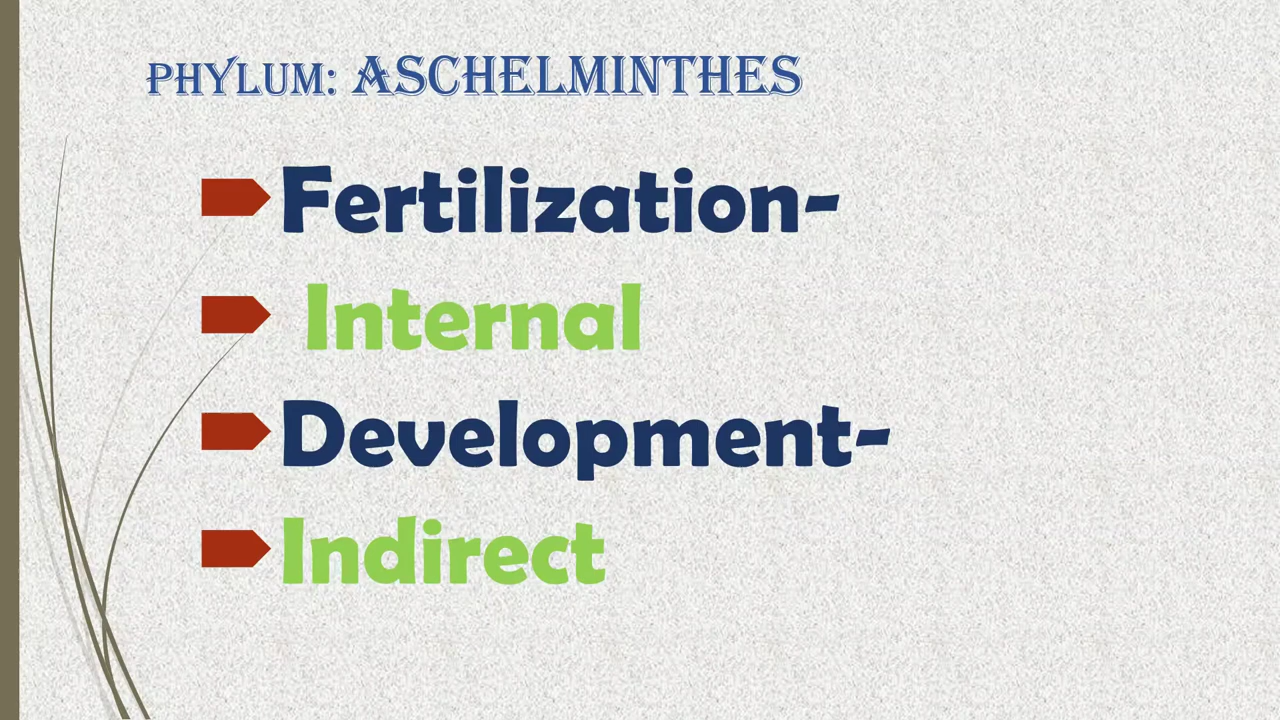 PHYLUM: ASCHELMINTHES
Fertilization-
Internal
Development-
Indirect